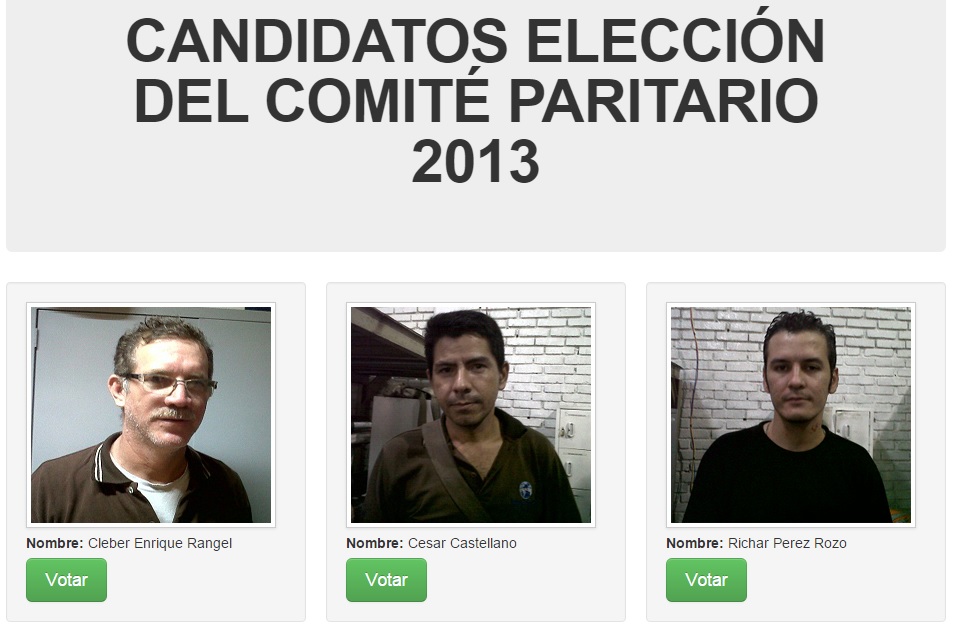 CANDIDATOS ELECCIÓN
DEL COMITÉ PARITARIO
2013
Nombre: Cleber Enrique Rangel
Votar
Nombre: Cesar Castellano
Votar
Nombre: Richar Perez Rozo
Votar